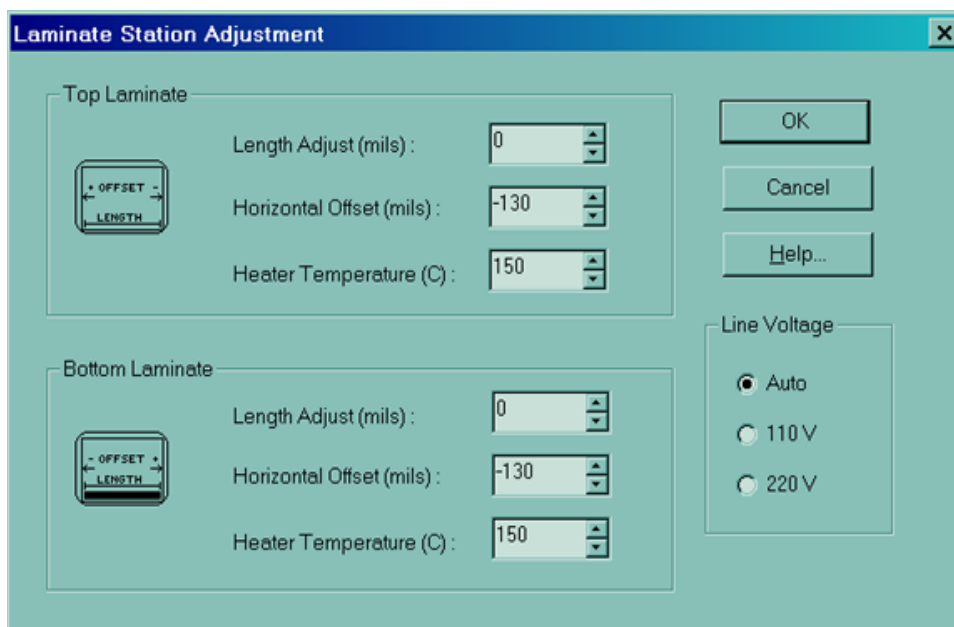 Laminate Station Adjustment
Top Laminate
+ OFFSET -
LENGTH
Length Adjust (mils) :
0
Horizontal Offset (mils) :
-130
Heater Temperature (C) :
150
Bottom Laminate
- OFFSET +
LENGTH
Length Adjust (mils) :
0
Horizontal Offset (mils) :
-130
Heater Temperature (C) :
150
OK
Cancel
Help...
Line Voltage
Auto
110 V
220 V